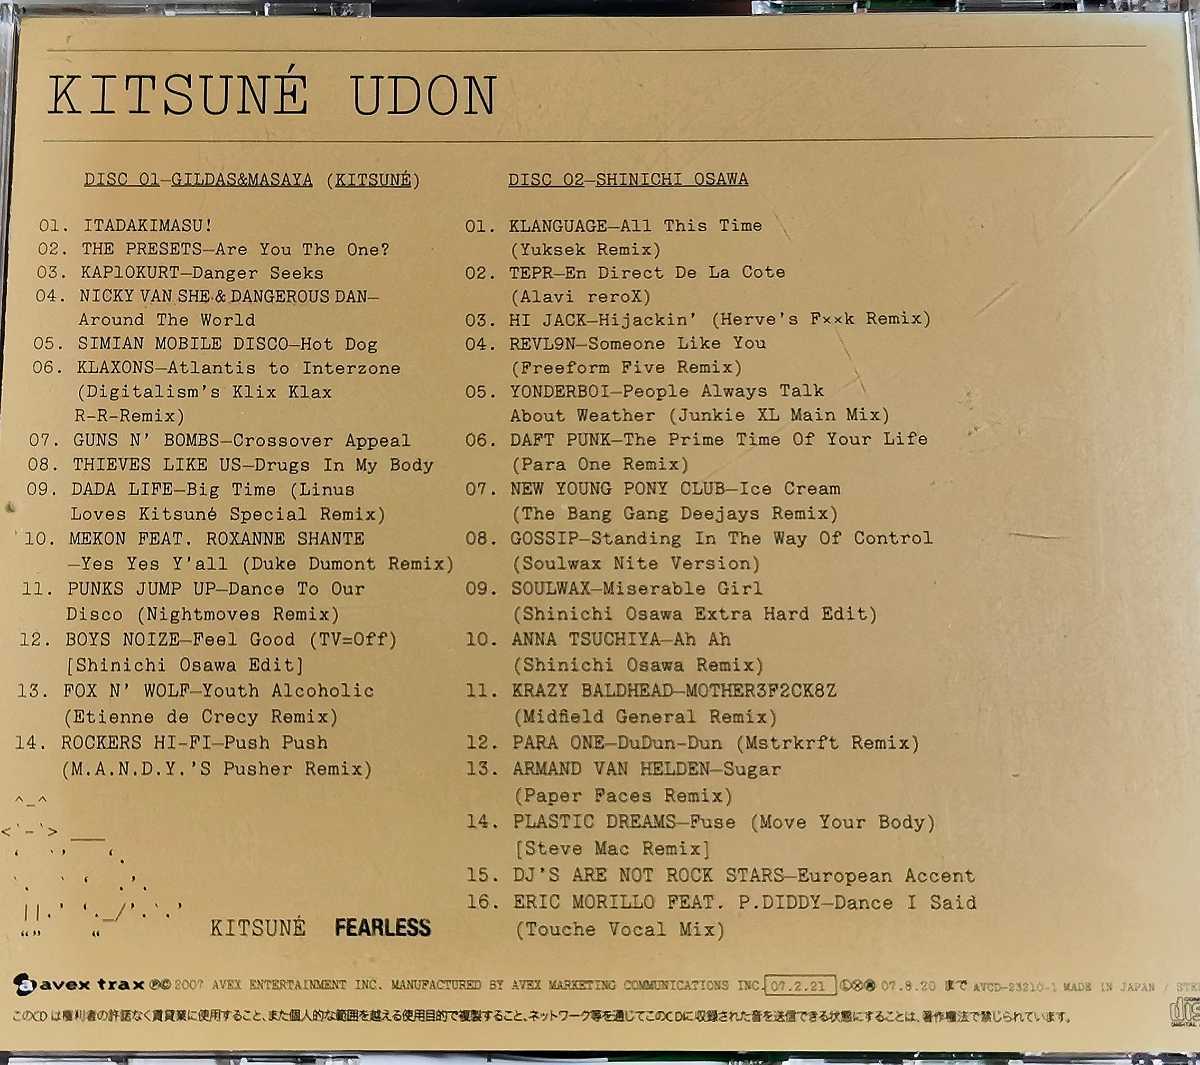 KITSUNÉ UDON
DISC 01—GILDAS&MASAYA (KITSUNÉ)
01. ITADAKIMASU!
02. THE PRESETS—Are You The One?
03. KAP10KURT—Danger Seeks
04. NICKY VAN SHE & DANGEROUS DAN—
Around The World
05. SIMIAN MOBILE DISCO—Hot Dog
06. KLAXONS—Atlantis to Interzone
(Digitalism's Klix Klax
R-R-Remix)
07. GUNS N' BOMBS—Crossover Appeal
08. THIEVES LIKE US—Drugs In My Body
09. DADA LIFE—Big Time (Linus
Loves Kitsuné Special Remix)
10. MEKON FEAT. ROXANNE SHANTE
—Yes Yes Y'all (Duke Dumont Remix)
11. PUNKS JUMP UP—Dance To Our
Disco (Nightmoves Remix)
12. BOYS NOIZE—Feel Good (TV=Off)
[Shinichi Osawa Edit]
13. FOX N' WOLF—Youth Alcoholic
(Etienne de Crecy Remix)
14. ROCKERS HI-FI—Push Push
(M.A.N.D.Y.'S Pusher Remix)
DISC 02—SHINICHI OSAWA
01. KLANGUAGE—All This Time
(Yuksek Remix)
02. TEPR—En Direct De La Cote
(Alavi reroX)
03. HI JACK—Hijackin' (Herve's F××k Remix)
04. REVL9N—Someone Like You
(Freeform Five Remix)
05. YONDERBOI—People Always Talk
About Weather (Junkie XL Main Mix)
06. DAFT PUNK—The Prime Time Of Your Life
(Para One Remix)
07. NEW YOUNG PONY CLUB—Ice Cream
(The Bang Gang Deejays Remix)
08. GOSSIP—Standing In The Way Of Control
(Soulwax Nite Version)
09. SOULWAX—Miserable Girl
(Shinichi Osawa Extra Hard Edit)
10. ANNA TSUCHIYA—Ah Ah
(Shinichi Osawa Remix)
11. KRAZY BALDHEAD—MOTHER3F2CK8Z
(Midfield General Remix)
12. PARA ONE—DuDun-Dun (Mstrkrft Remix)
13. ARMAND VAN HELDEN—Sugar
(Paper Faces Remix)
14. PLASTIC DREAMS—Fuse (Move Your Body)
[Steve Mac Remix]
15. DJ'S ARE NOT ROCK STARS—European Accent
16. ERIC MORILLO FEAT. P.DIDDY—Dance I Said
(Touche Vocal Mix)
KITSUNÉ FEARLESS
avex trax ℗© 2007 AVEX ENTERTAINMENT INC. MANUFACTURED BY AVEX MARKETING COMMUNICATIONS INC. 07.2.21 Ⓛ 07.8.20 まで AVCD-23210-1 MADE IN JAPAN /
このCDは権利者の許諾なく賃貸業に使用すること、また個人的な範囲を越える使用目的で複製すること、ネットワーク等を通じてこのCDに収録された音を送信できる状態にすることは、著作権法で禁じられています。